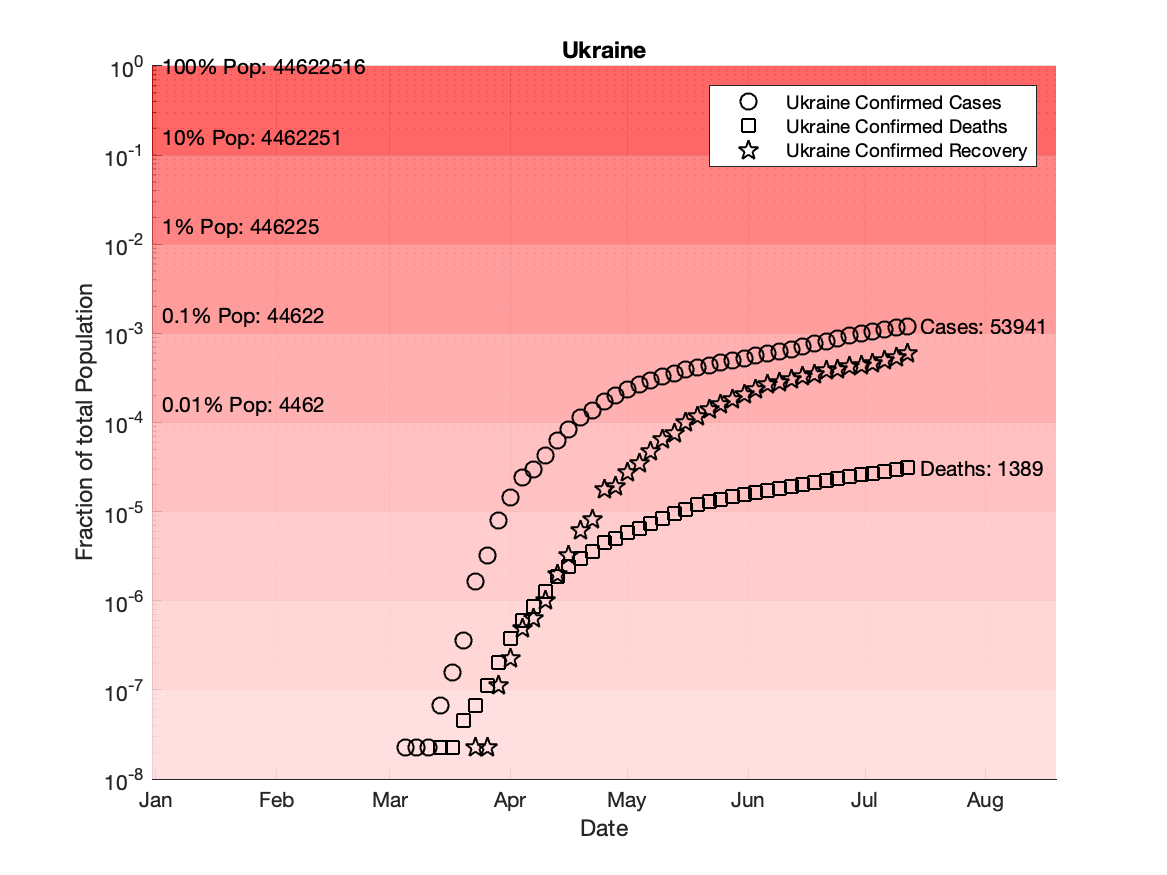 Ukraine
10^0
100% Pop: 44622516
Ukraine Confirmed Cases
Ukraine Confirmed Deaths
Ukraine Confirmed Recovery
10% Pop: 4462251
10^-1
1% Pop: 446225
10^-2
0.1% Pop: 44622
10^-3
Cases: 53941
0.01% Pop: 4462
10^-4
Deaths: 1389
10^-5
10^-6
10^-7
10^-8
Fraction of total Population
Jan Feb Mar Apr May Jun Jul Aug
Date